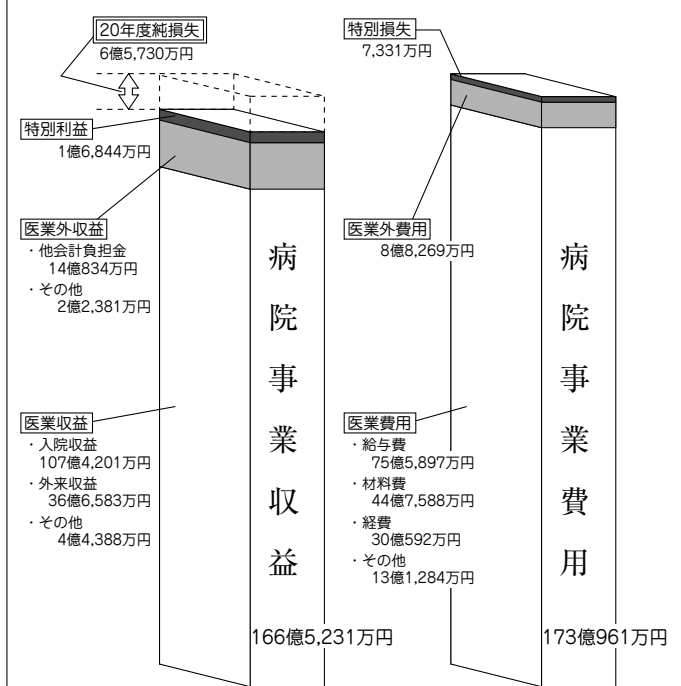 20年度純損失
6億5,730万円
特別利益
1億6,844万円
医業外収益
・他会計負担金
14億834万円
・その他
2億2,381万円
医業収益
・入院収益
107億4,201万円
・外来収益
36億6,583万円
・その他
4億4,388万円
病院事業収益
166億5,231万円
特別損失
7,331万円
医業外費用
8億8,269万円
医業費用
・給与費
75億5,897万円
・材料費
44億7,588万円
・経費
30億592万円
・その他
13億1,284万円
病院事業費用
173億961万円